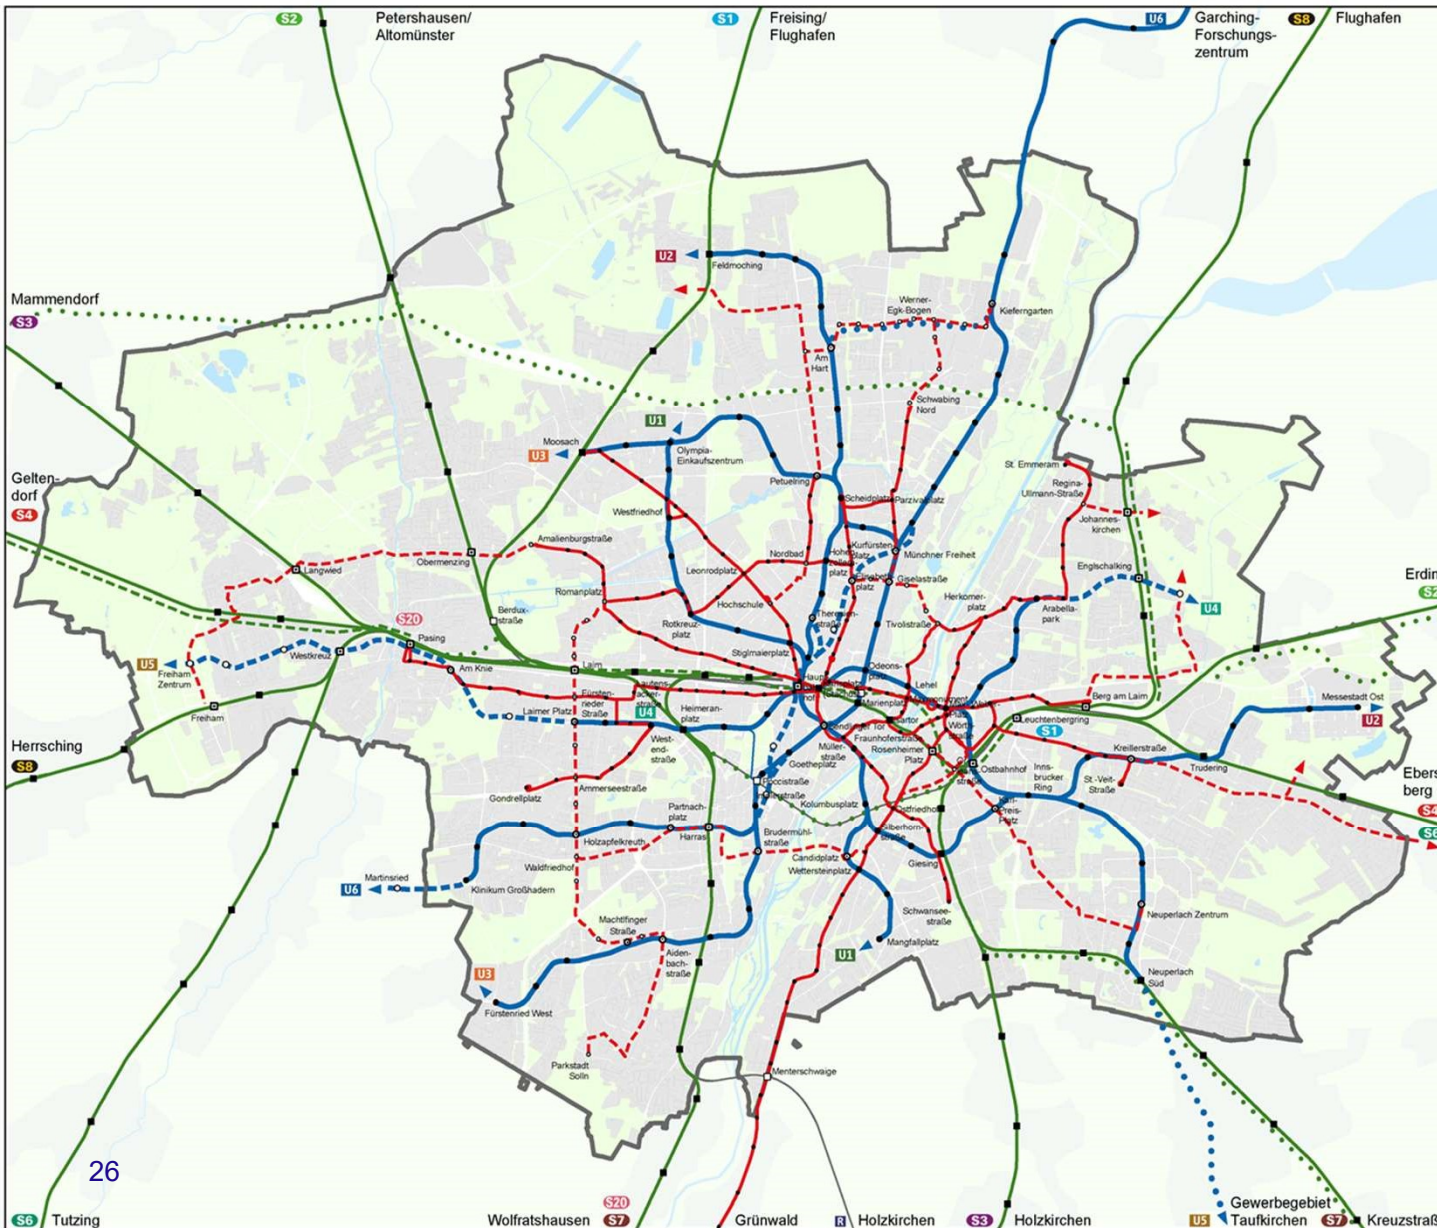 S2
Petershausen/
Altomünster
S1
Freising/
Flughafen
U6
Garching-
Forschungs-
zentrum
S8
Flughafen
U2
Feldmoching
Mammendorf
S3
Werner-
Egk-Bogen
Kieferngarten
Am
Hart
Schwabing
Nord
U1
Moosach
U3
Olympia-
Einkaufszentrum
Petuelring
St. Emmeram
Regina-
Ullmann-Straße
Johannes-
kirchen
Gelten-
dorf
S4
Scheidplatz
Parzivalplatz
Westfriedhof
Amalienburgstraße
Obermenzing
Langwied
Leonrodplatz
Nordbad
Münchner Freiheit
Giselastraße
Englschalking
Erdin
S2
Romanplatz
Hochschule
Herkomer-
platz
Arabella-
park
U4
Berdux-
straße
S20
Pasing
Rotkreuz-
platz
Tivolistraße
Stiglmaierplatz
Odeons-
platz
Westkreuz
U5
Freiham
Zentrum
Am Knie
Laim
Lehel
Berg am Laim
Messestadt Ost
U2
Freiham
Laimer Platz
Fürsten-
rieder
Straße
U4
Heimeran-
platz
Marienplatz
Leuchtenbergring
S1
Herrsching
S8
West-
end-
straße
Müller-
straße
Fraunhoferstraße
Rosenheimer
Platz
Goetheplatz
Ostbahnhof
Inns-
brucker
Ring
St.-Veit-
Straße
Kreillerstraße
Trudering
Ebers
berg
S4
S6
Gondrellplatz
Ammerseestraße
Poccistraße
Kolumbusplatz
Ostfriedhof
Partnach-
platz
Harras
Brudermühl-
straße
Silberhorn-
straße
Holzapfelkreuth
Waldfriedhof
Candidplatz
Wettersteinplatz
Giesing
Martinsried
U6
Klinikum Großhadern
Schwansee-
straße
Neuperlach Zentrum
Machtlfinger
Straße
Aiden-
bach-
straße
U1
Mangfallplatz
U3
Fürstenried West
Neuperlach
Süd
Parkstadt
Solln
Menterschwaige
26
S6
Tutzing
Wolfratshausen
S20
S7
Grünwald
R
Holzkirchen
S3
Holzkirchen
U5
Gewerbegebiet
Taufkirchen
S7
Kreuzstraß